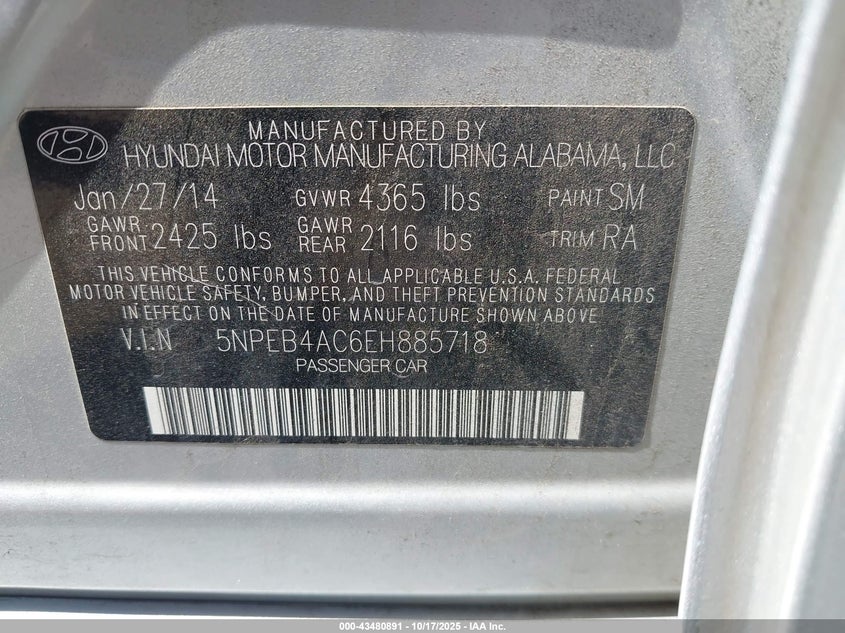 MANUFACTURED BY
HYUNDAI MOTOR MANUFACTURING ALABAMA, LLC
Jan/27/14 GVWR 4365 lbs PAINT SM
GAWR FRONT 2425 lbs GAWR REAR 2116 lbs TRIM RA
THIS VEHICLE CONFORMS TO ALL APPLICABLE U.S.A. FEDERAL
MOTOR VEHICLE SAFETY, BUMPER, AND THEFT PREVENTION STANDARDS
IN EFFECT ON THE DATE OF MANUFACTURE SHOWN ABOVE
V.I.N 5NPEB4AC6EH885718
PASSENGER CAR
000-43480891 - 10/17/2025 - IAA Inc.